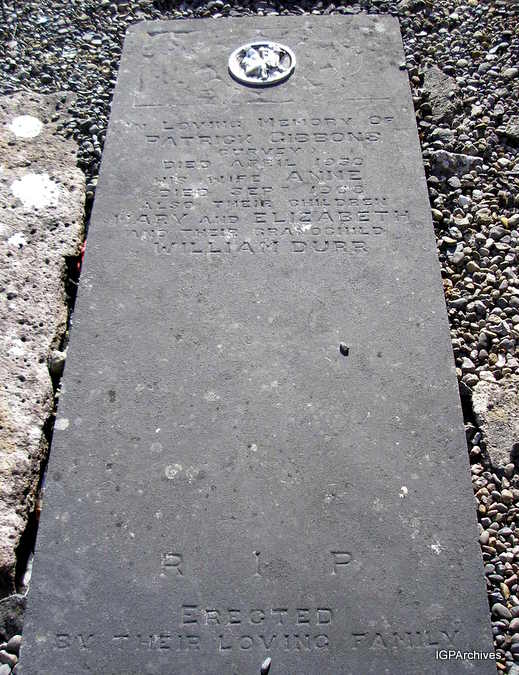 IN LOVING MEMORY OF
PATRICK GIBBONS
DIED APRIL
HIS WIFE ANNE
DIED SEPT
ALSO THEIR CHILDREN
MARY AND ELIZABETH
AND THEIR GRANDCHILD
WILLIAM DURR
R I P
ERECTED
BY THEIR LOVING FAMILY
IGPArchives